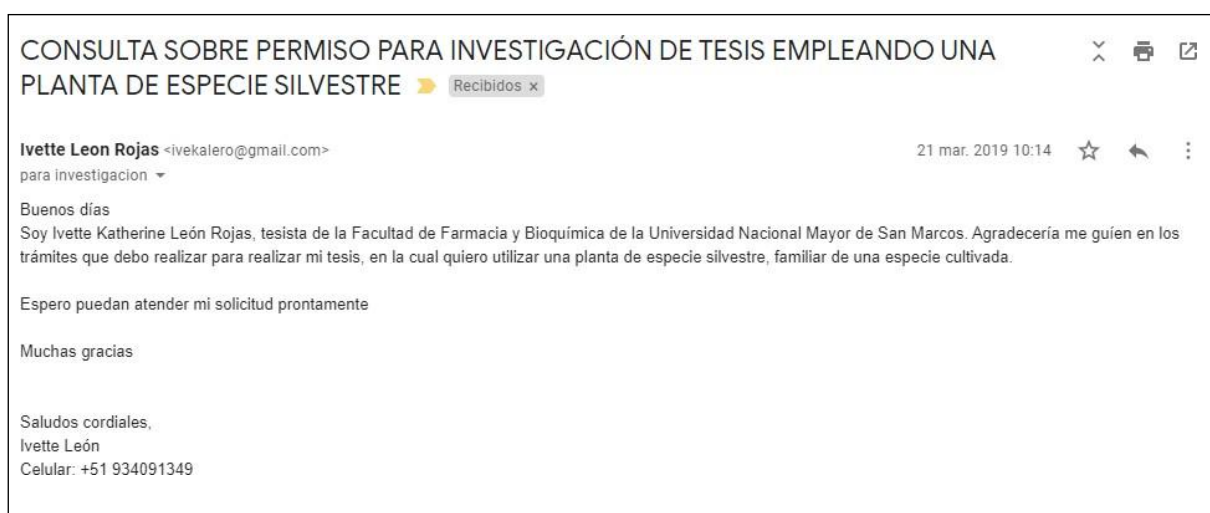 CONSULTA SOBRE PERMISO PARA INVESTIGACIÓN DE TESIS EMPLEANDO UNA
PLANTA DE ESPECIE SILVESTRE Recibidos x
Ivette Leon Rojas <ivekalero@gmail.com> 21 mar. 2019 10:14
para investigacion
Buenos días
Soy Ivette Katherine León Rojas, tesista de la Facultad de Farmacia y Bioquímica de la Universidad Nacional Mayor de San Marcos. Agradecería me guíen en los
trámites que debo realizar para realizar mi tesis, en la cual quiero utilizar una planta de especie silvestre, familiar de una especie cultivada.
Espero puedan atender mi solicitud prontamente
Muchas gracias
Saludos cordiales,
Ivette León
Celular: +51 934091349